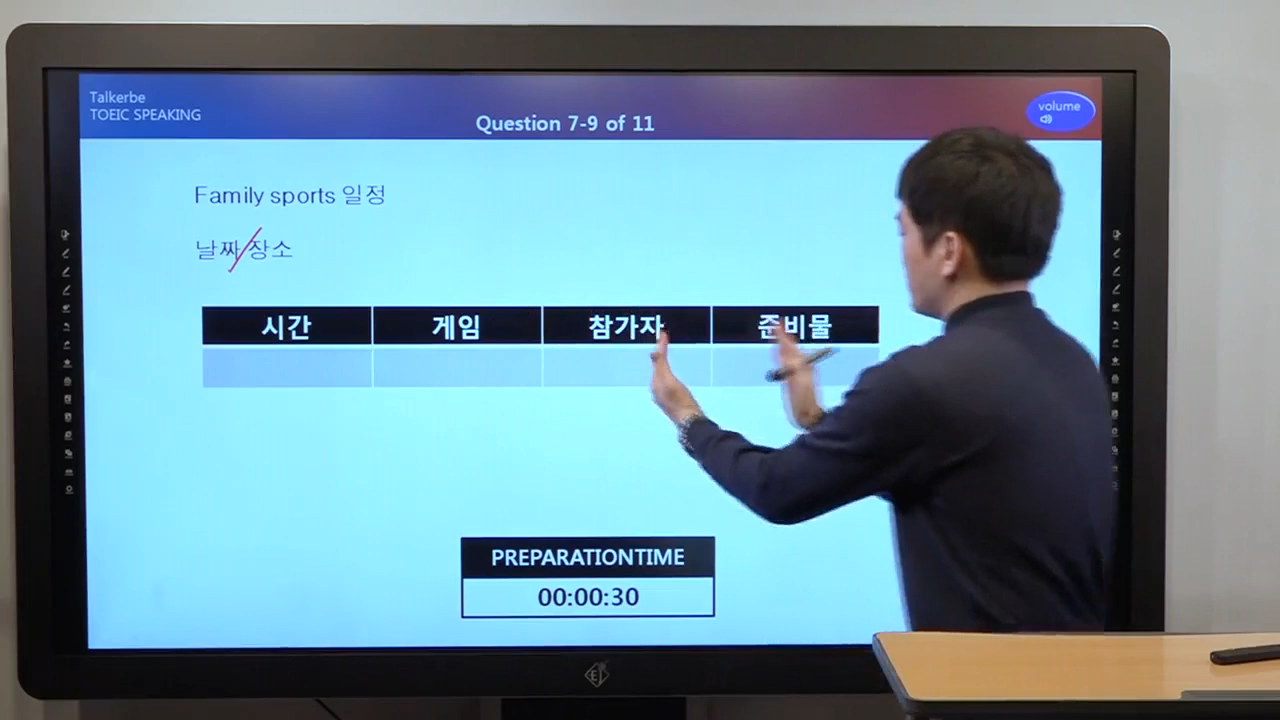 Talkerbe
TOEIC SPEAKING
Question 7-9 of 11
volume
Family sports 일정
날짜/장소
시간 게임 참가자 준비물
PREPARATIONTIME
00:00:30